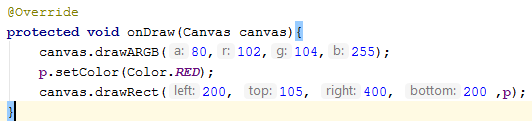 @Override
protected void onDraw(Canvas canvas){
canvas.drawARGB( a: 80, r: 102, g: 104, b: 255);
p.setColor(Color.RED);
canvas.drawRect( left: 200, top: 105, right: 400, bottom: 200 ,p);
}